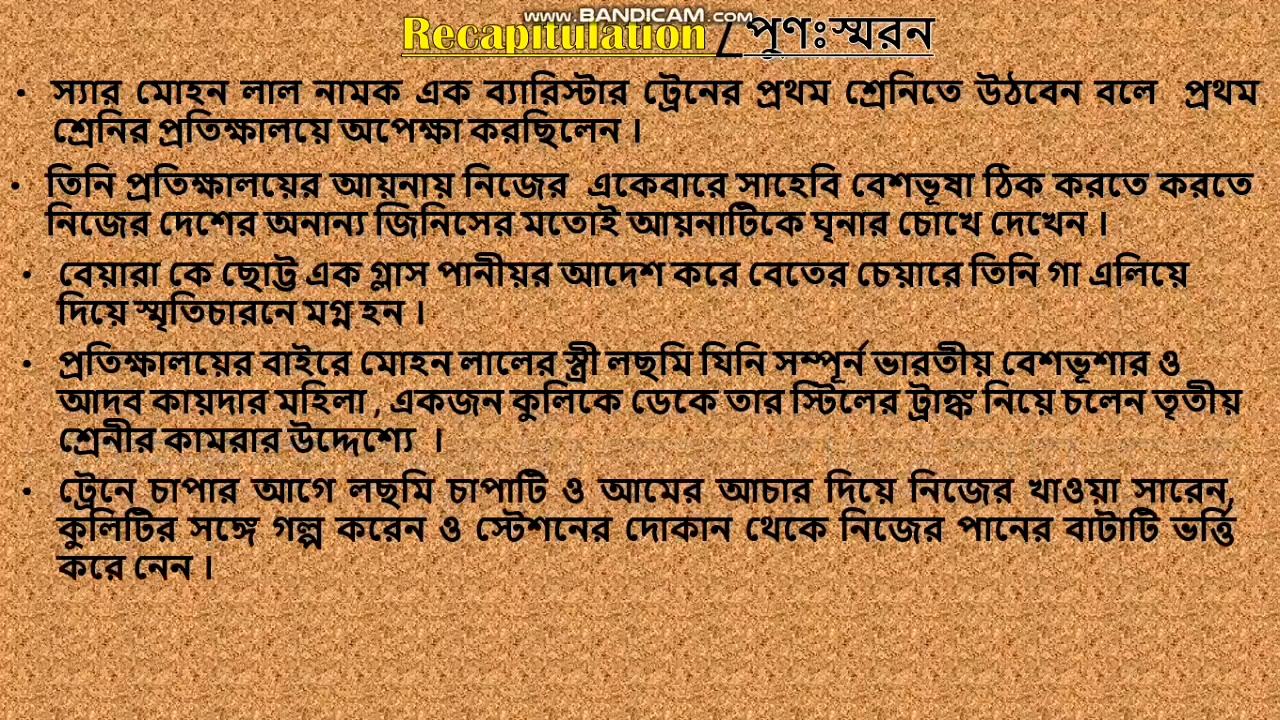 www.BANDICAM.com
Recapitulation / পুণঃস্মরন
• স্যার মোহন লাল নামক এক ব্যারিস্টার ট্রেনের প্রথম শ্রেনিতে উঠবেন বলে প্রথম
শ্রেনির প্রতিক্ষালয়ে অপেক্ষা করছিলেন ।
• তিনি প্রতিক্ষালয়ের আয়নায় নিজের একেবারে সাহেবি বেশভূষা ঠিক করতে করতে
নিজের দেশের অনান্য জিনিসের মতোই আয়নাটিকে ঘৃনার চোখে দেখেন ।
• বেয়ারা কে ছোট্ট এক গ্লাস পানীয়র আদেশ করে বেতের চেয়ারে তিনি গা এলিয়ে
দিয়ে স্মৃতিচারনে মগ্ন হন ।
• প্রতিক্ষালয়ের বাইরে মোহন লালের স্ত্রী লছমি যিনি সম্পূর্ন ভারতীয় বেশভূশার ও
আদব কায়দার মহিলা , একজন কুলিকে ডেকে তার স্টিলের ট্রাঙ্ক নিয়ে চলেন তৃতীয়
শ্রেনীর কামরার উদ্দেশ্যে ।
• ট্রেনে চাপার আগে লছমি চাপাটি ও আমের আচার দিয়ে নিজের খাওয়া সারেন,
কুলিটির সঙ্গে গল্প করেন ও স্টেশনের দোকান থেকে নিজের পানের বাটাটি ভর্ত্তি
করে নেন ।